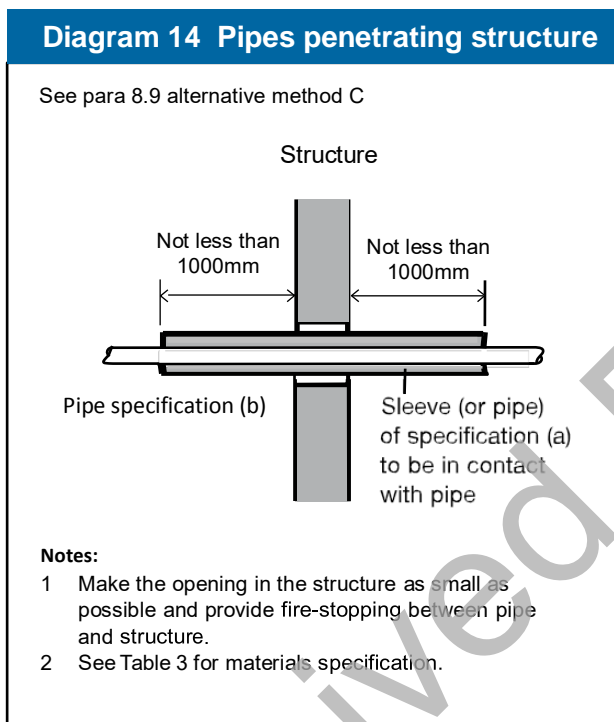 Diagram 14 Pipes penetrating structure
See para 8.9 alternative method C
Structure
Not less than
1000mm
Not less than
1000mm
Pipe specification (b)
Sleeve (or pipe)
of specification (a)
to be in contact
with pipe
Notes:
1 Make the opening in the structure as small as
possible and provide fire-stopping between pipe
and structure.
2 See Table 3 for materials specification.
ived